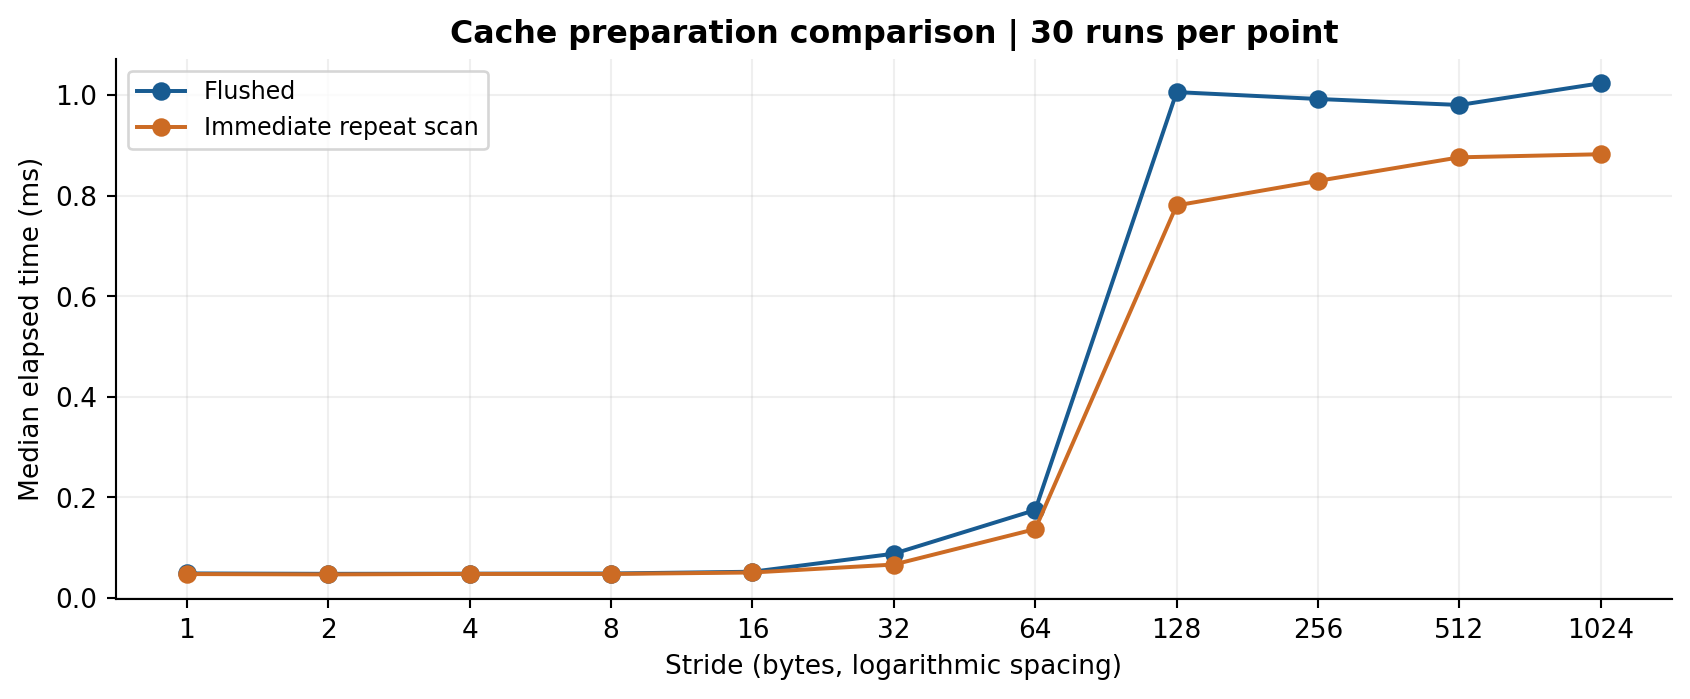 Cache preparation comparison | 30 runs per point
Flushed
Immediate repeat scan
Median elapsed time (ms)
1.0
0.8
0.6
0.4
0.2
0.0
1 2 4 8 16 32 64 128 256 512 1024
Stride (bytes, logarithmic spacing)